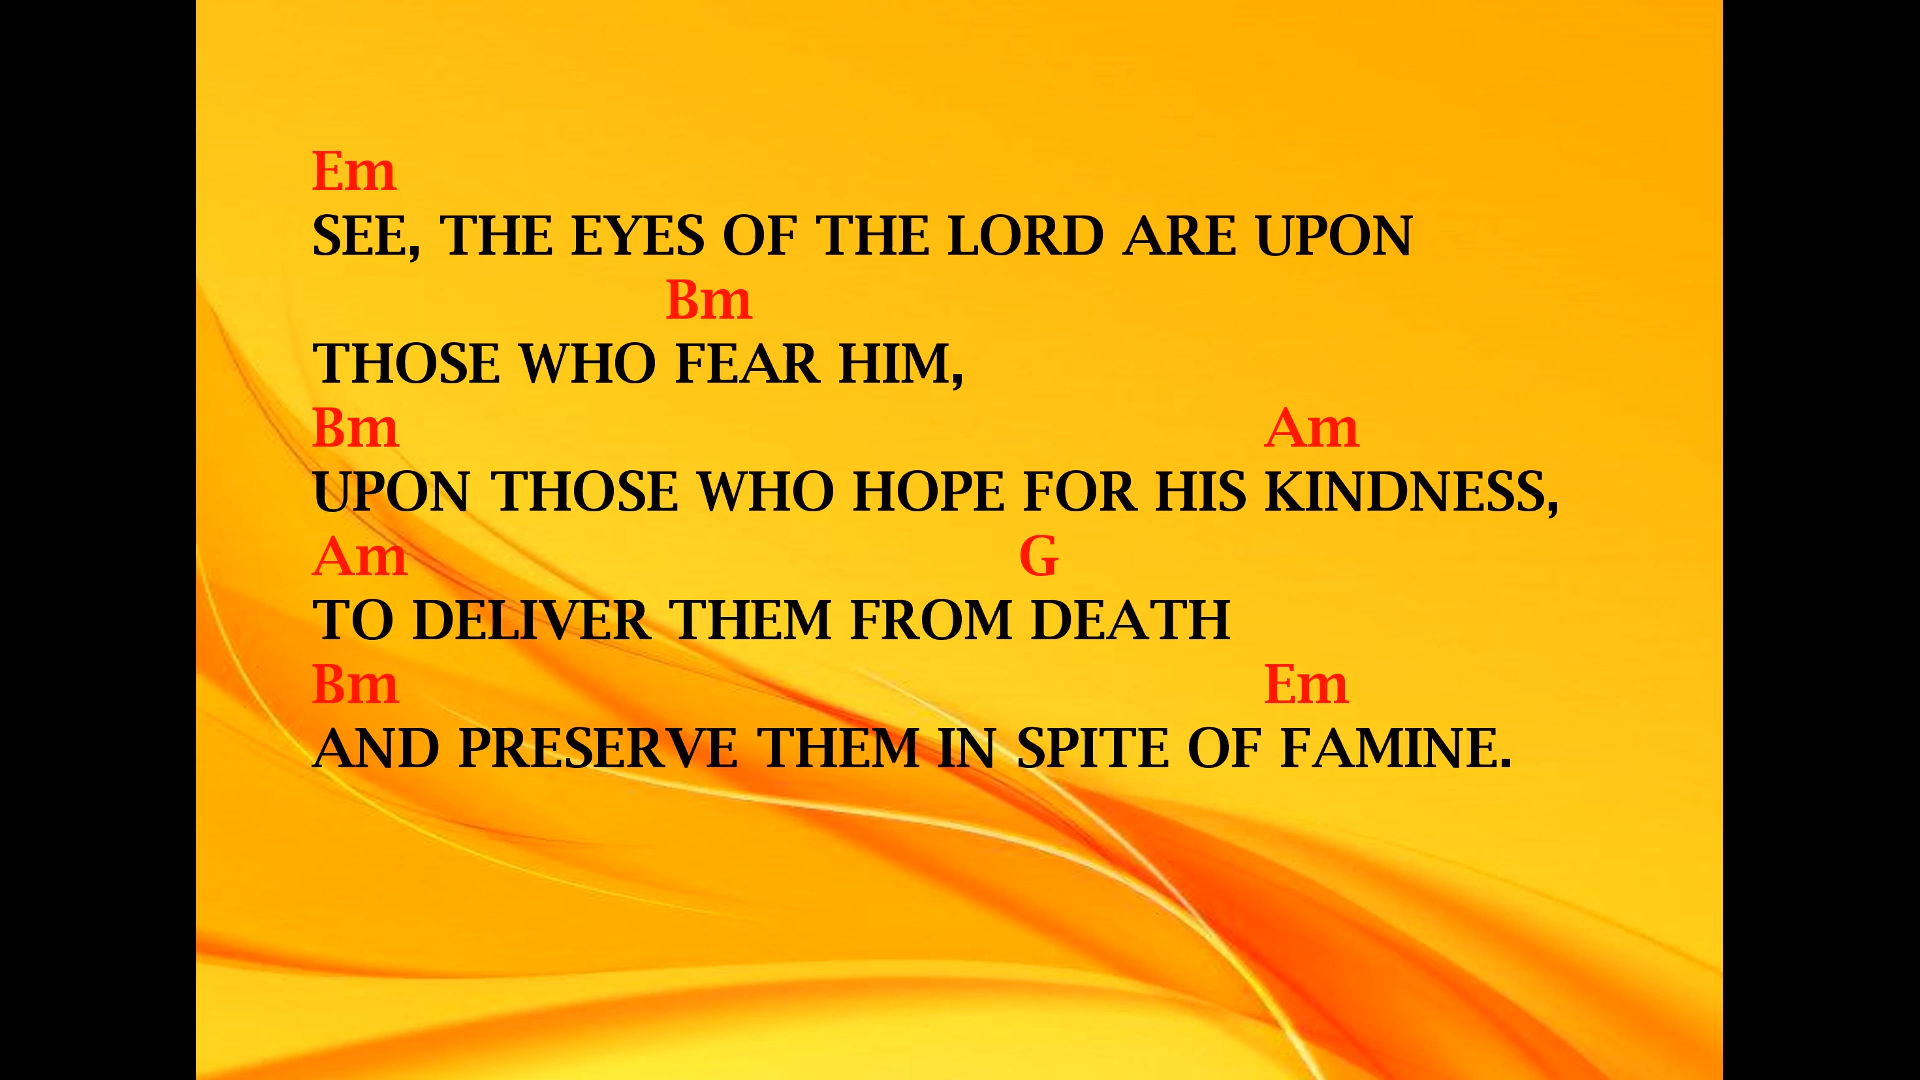 Em
SEE, THE EYES OF THE LORD ARE UPON
Bm
THOSE WHO FEAR HIM,
Bm Am
UPON THOSE WHO HOPE FOR HIS KINDNESS,
Am G
TO DELIVER THEM FROM DEATH
Bm Em
AND PRESERVE THEM IN SPITE OF FAMINE.